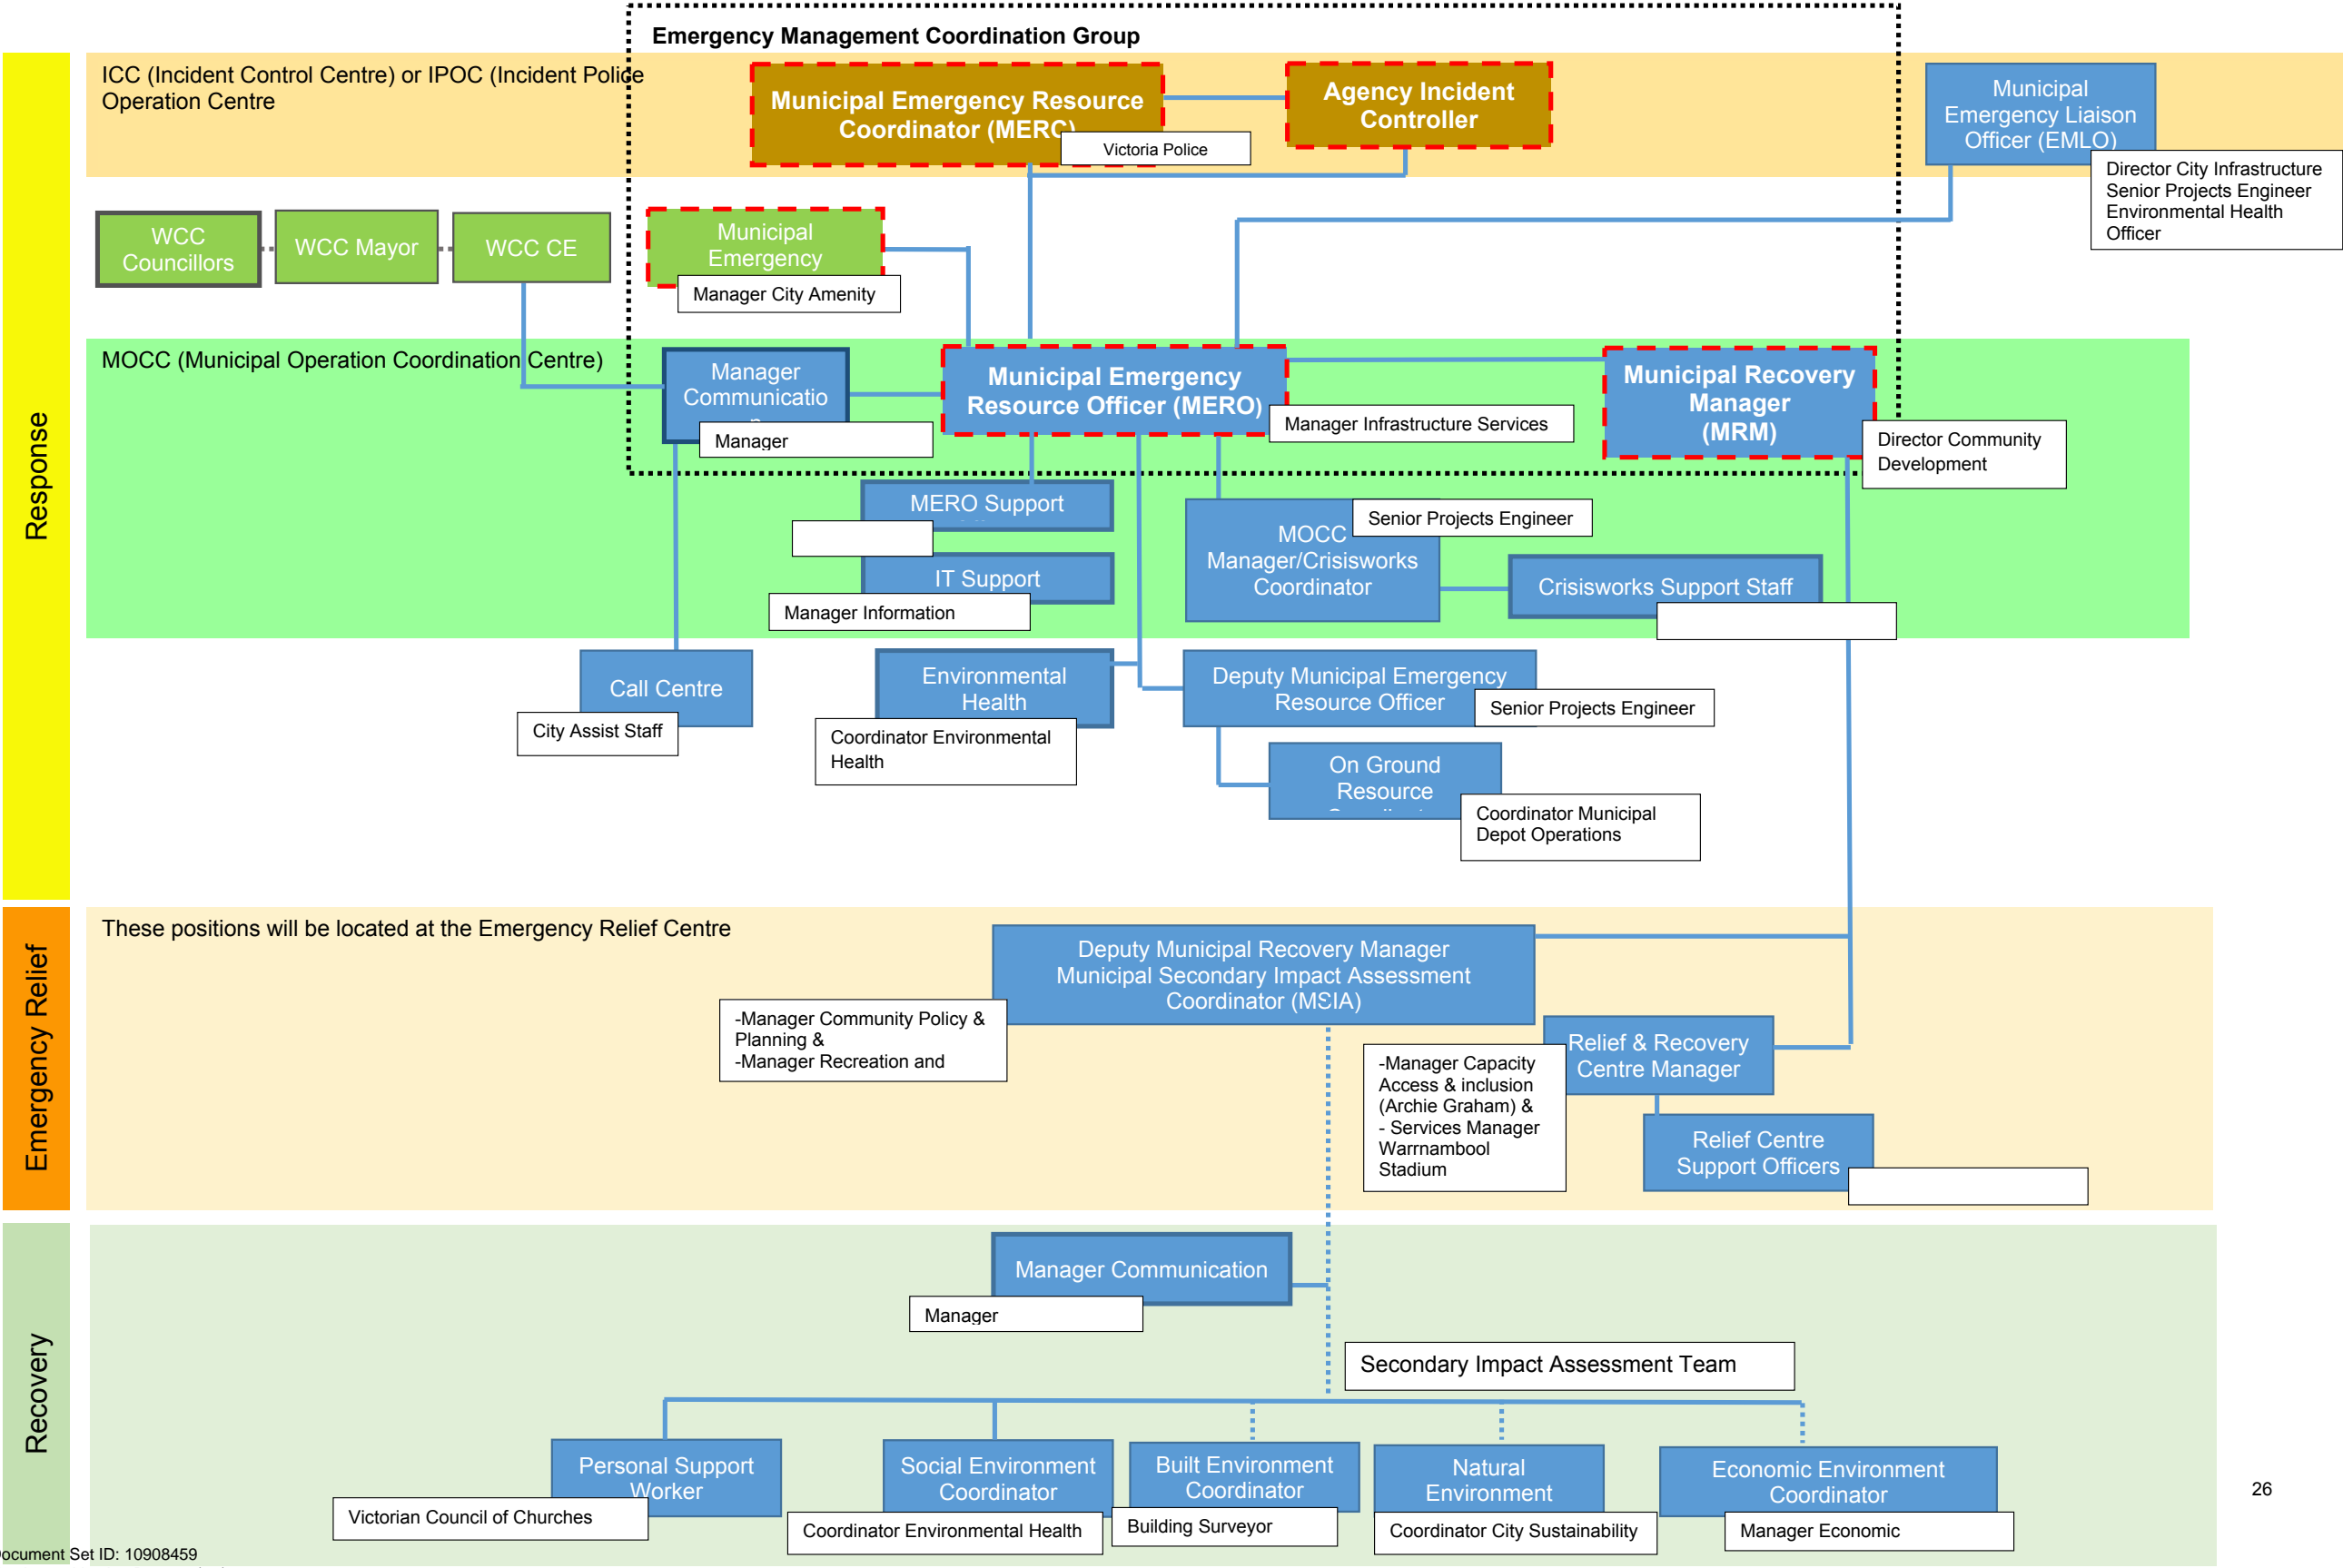 Emergency Management Coordination Group
ICC (Incident Control Centre) or IPOC (Incident Police
Operation Centre
Municipal Emergency Resource
Coordinator (MERC)
Victoria Police
Agency Incident
Controller
Municipal
Emergency Liaison
Officer (EMLO)
Director City Infrastructure
Senior Projects Engineer
Environmental Health
Officer
WCC
Councillors
WCC Mayor
WCC CE
Municipal
Emergency
Manager City Amenity
Response
MOCC (Municipal Operation Coordination Centre)
Manager
Communicatio
Manager
Municipal Emergency
Resource Officer (MERO)
Manager Infrastructure Services
Municipal Recovery
Manager
(MRM)
Director Community
Development
MERO Support
IT Support
Manager Information
MOCC
Manager/Crisisworks
Coordinator
Senior Projects Engineer
Crisisworks Support Staff
Call Centre
City Assist Staff
Environmental
Health
Coordinator Environmental
Health
Deputy Municipal Emergency
Resource Officer
Senior Projects Engineer
On Ground
Resource
Coordinator Municipal
Depot Operations
Emergency Relief
These positions will be located at the Emergency Relief Centre
Deputy Municipal Recovery Manager
Municipal Secondary Impact Assessment
Coordinator (MSIA)
-Manager Community Policy &
Planning &
-Manager Recreation and
Relief & Recovery
Centre Manager
-Manager Capacity
Access & inclusion
(Archie Graham) &
- Services Manager
Warrnambool
Stadium
Relief Centre
Support Officers
Recovery
Manager Communication
Manager
Secondary Impact Assessment Team
Personal Support
Worker
Victorian Council of Churches
Social Environment
Coordinator
Coordinator Environmental Health
Built Environment
Coordinator
Building Surveyor
Natural
Environment
Coordinator City Sustainability
Economic Environment
Coordinator
Manager Economic
26
ocument Set ID: 10908459